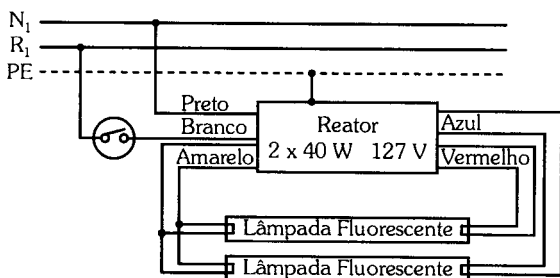 N₁
R₁
PE
Preto
Branco
Amarelo
Reator
2 x 40 W 127 V
Azul
Vermelho
Lâmpada Fluorescente
Lâmpada Fluorescente